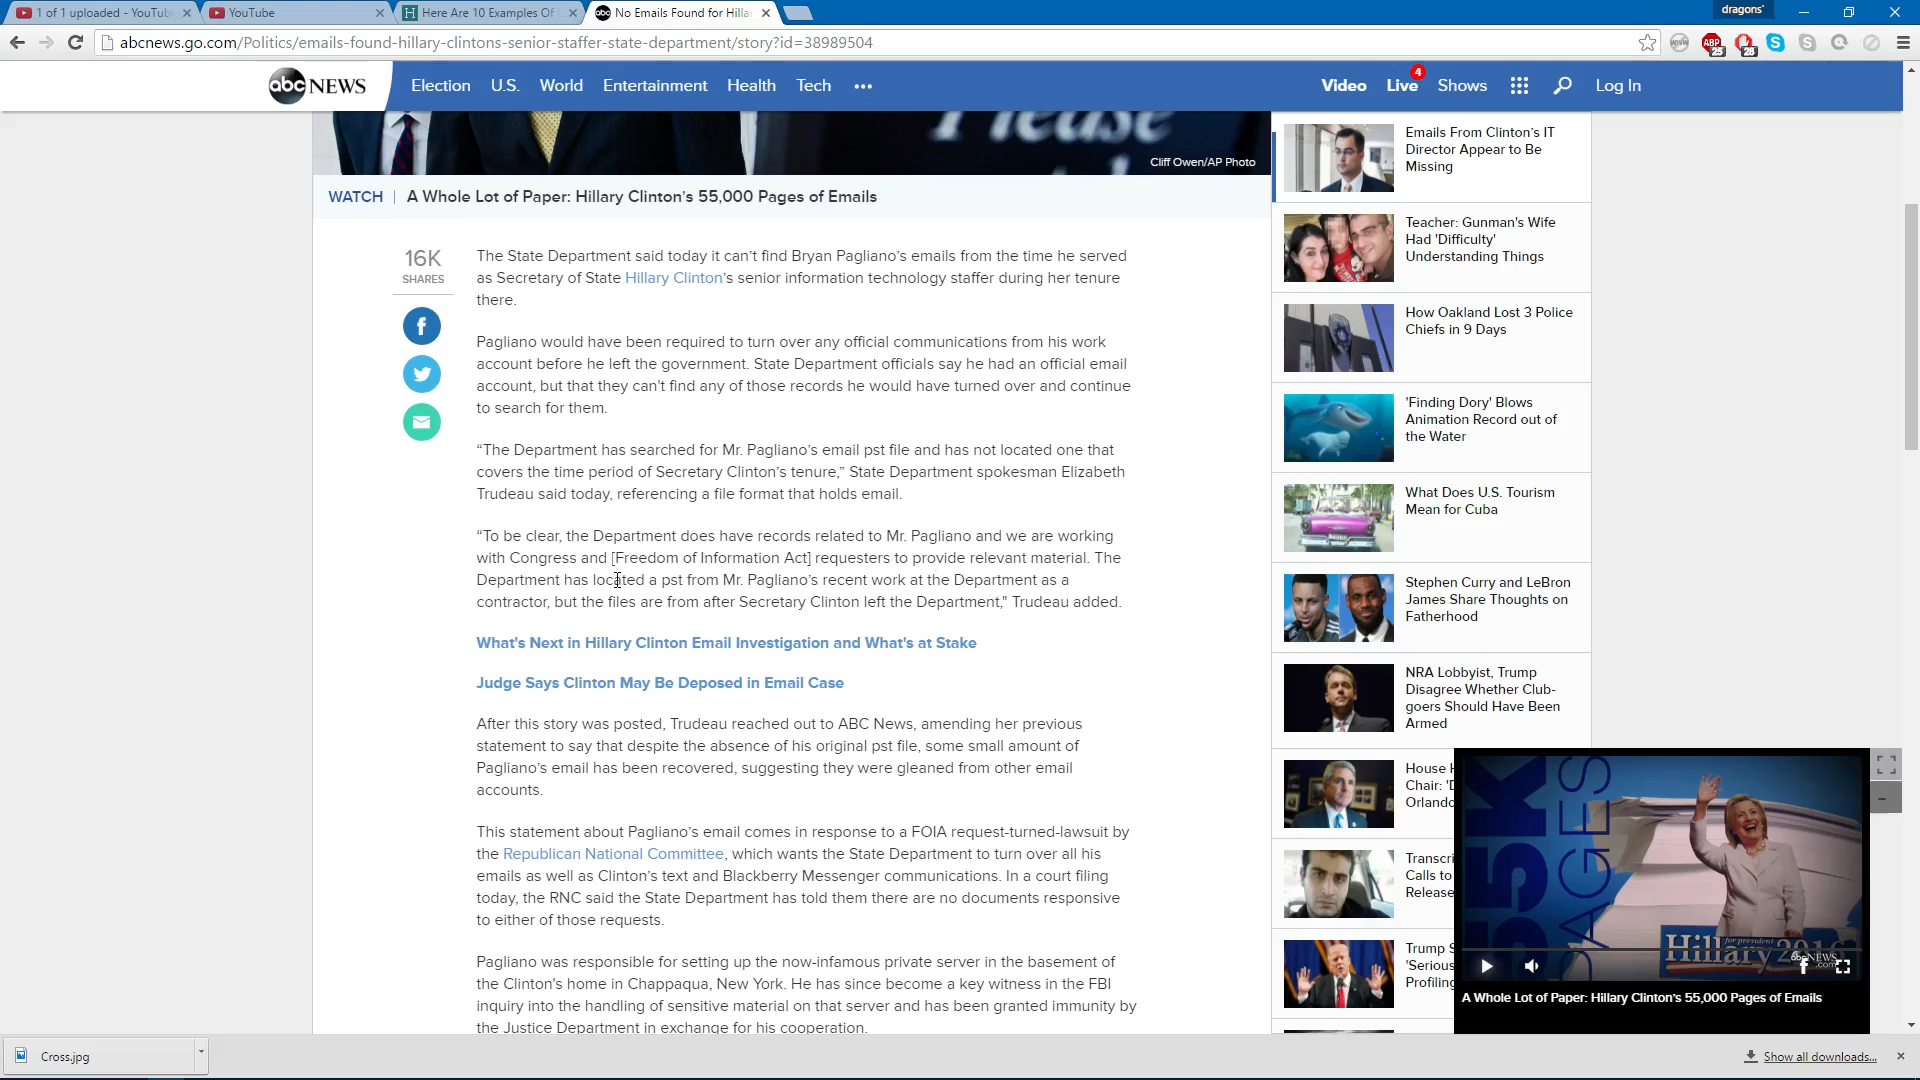 1 of 1 uploaded - YouTub
YouTube
Here Are 10 Examples Of
No Emails Found for Hilla
dragons'
abcnews.go.com/Politics/emails-found-hillary-clintons-senior-staffer-state-department/story?id=38989504
ABP
25
28
abc NEWS
Election U.S. World Entertainment Health Tech
Video Live 4 Shows Log In
Please
Cliff Owen/AP Photo
WATCH | A Whole Lot of Paper: Hillary Clinton's 55,000 Pages of Emails
16K
SHARES
The State Department said today it can't find Bryan Pagliano's emails from the time he served
as Secretary of State Hillary Clinton's senior information technology staffer during her tenure
there.
Pagliano would have been required to turn over any official communications from his work
account before he left the government. State Department officials say he had an official email
account, but that they can't find any of those records he would have turned over and continue
to search for them.
“The Department has searched for Mr. Pagliano's email pst file and has not located one that
covers the time period of Secretary Clinton's tenure,” State Department spokesman Elizabeth
Trudeau said today, referencing a file format that holds email.
“To be clear, the Department does have records related to Mr. Pagliano and we are working
with Congress and [Freedom of Information Act] requesters to provide relevant material. The
Department has located a pst from Mr. Pagliano's recent work at the Department as a
contractor, but the files are from after Secretary Clinton left the Department," Trudeau added.
What's Next in Hillary Clinton Email Investigation and What's at Stake
Judge Says Clinton May Be Deposed in Email Case
After this story was posted, Trudeau reached out to ABC News, amending her previous
statement to say that despite the absence of his original pst file, some small amount of
Pagliano's email has been recovered, suggesting they were gleaned from other email
accounts.
This statement about Pagliano's email comes in response to a FOIA request-turned-lawsuit by
the Republican National Committee, which wants the State Department to turn over all his
emails as well as Clinton's text and Blackberry Messenger communications. In a court filing
today, the RNC said the State Department has told them there are no documents responsive
to either of those requests.
Pagliano was responsible for setting up the now-infamous private server in the basement of
the Clinton's home in Chappaqua, New York. He has since become a key witness in the FBI
inquiry into the handling of sensitive material on that server and has been granted immunity by
the Justice Department in exchange for his cooperation.
Emails From Clinton's IT
Director Appear to Be
Missing
Teacher: Gunman's Wife
Had 'Difficulty'
Understanding Things
How Oakland Lost 3 Police
Chiefs in 9 Days
'Finding Dory' Blows
Animation Record out of
the Water
What Does U.S. Tourism
Mean for Cuba
Stephen Curry and LeBron
James Share Thoughts on
Fatherhood
NRA Lobbyist, Trump
Disagree Whether Club-
goers Should Have Been
Armed
House
Chair: 
Orlando
Transcri
Calls to
Release
Trump S
'Serious
Profiling
55K
PAGES
for president
Hillary 2016
abcNEWS
.com
A Whole Lot of Paper: Hillary Clinton's 55,000 Pages of Emails
Cross.jpg
Show all downloads...